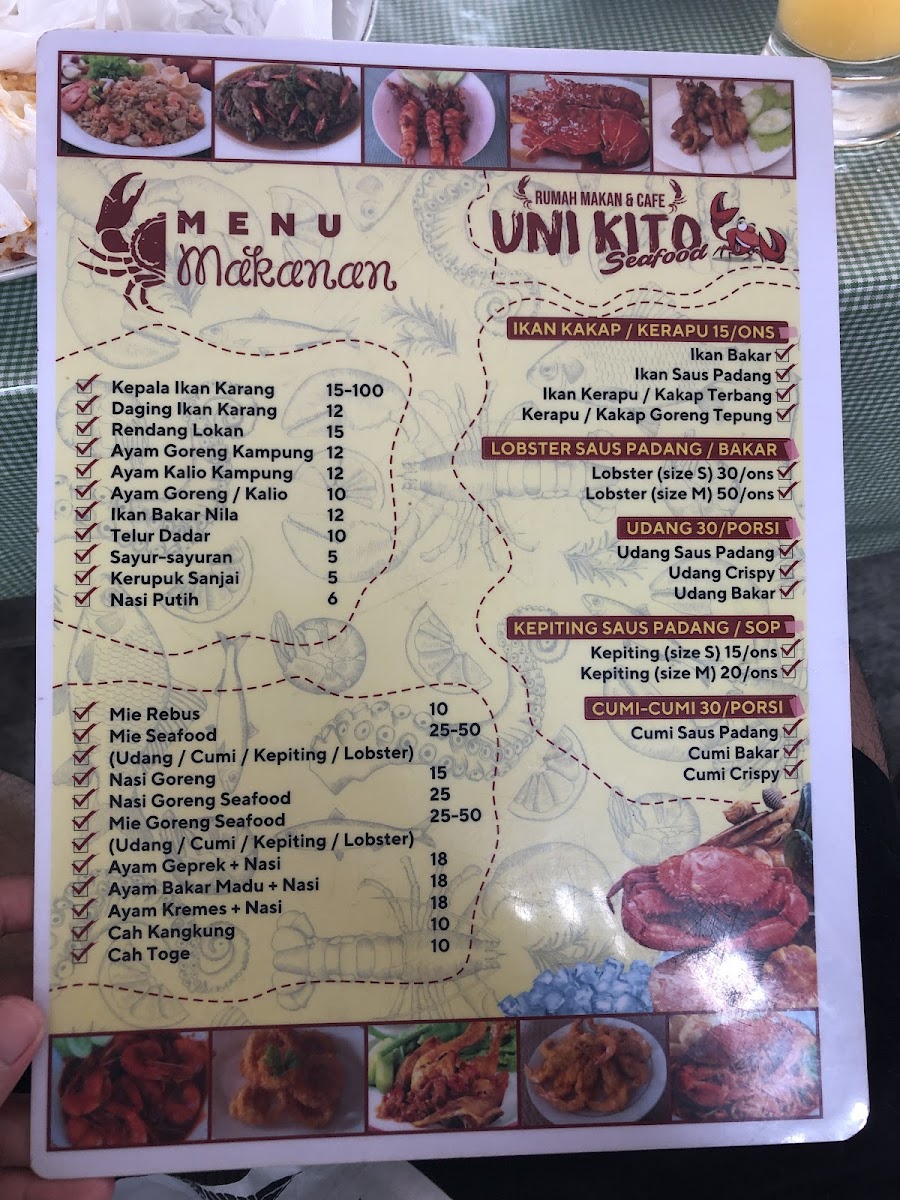 MENU
Makanan
RUMAH MAKAN & CAFE
UNI KITO
Seafood
Kepala Ikan Karang 15-100
Daging Ikan Karang 12
Rendang Lokan 15
Ayam Goreng Kampung 12
Ayam Kalio Kampung 12
Ayam Goreng / Kalio 10
Ikan Bakar Nila 12
Telur Dadar 10
Sayur-sayuran 5
Kerupuk Sanjai 5
Nasi Putih 6
Mie Rebus 10
Mie Seafood 25-50
(Udang / Cumi / Kepiting / Lobster)
Nasi Goreng 15
Nasi Goreng Seafood 25
Mie Goreng Seafood 25-50
(Udang / Cumi / Kepiting / Lobster)
Ayam Geprek + Nasi 18
Ayam Bakar Madu + Nasi 18
Ayam Kremes + Nasi 18
Cah Kangkung 10
Cah Toge 10
IKAN KAKAP / KERAPU 15/ONS
Ikan Bakar
Ikan Saus Padang
Ikan Kerapu / Kakap Terbang
Kerapu / Kakap Goreng Tepung
LOBSTER SAUS PADANG / BAKAR
Lobster (size S) 30/ons
Lobster (size M) 50/ons
UDANG 30/PORSI
Udang Saus Padang
Udang Crispy
Udang Bakar
KEPITING SAUS PADANG / SOP
Kepiting (size S) 15/ons
Kepiting (size M) 20/ons
CUMI-CUMI 30/PORSI
Cumi Saus Padang
Cumi Bakar
Cumi Crispy